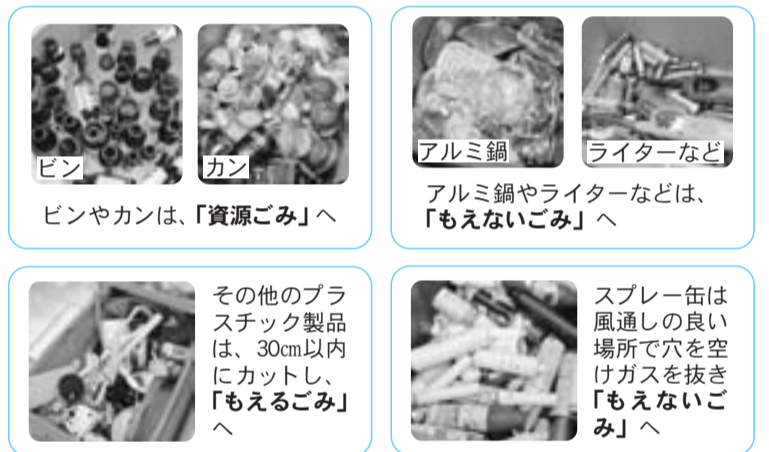 ビン
カン
ビンやカンは、「資源ごみ」へ
アルミ鍋
ライターなど
アルミ鍋やライターなどは、
「もえないごみ」へ
その他のプラ
スチック製品
は、30㎝以内
にカットし、
「もえるごみ」
へ
スプレー缶は
風通しの良い
場所で穴を空
けガスを抜き
「もえないご
み」へ